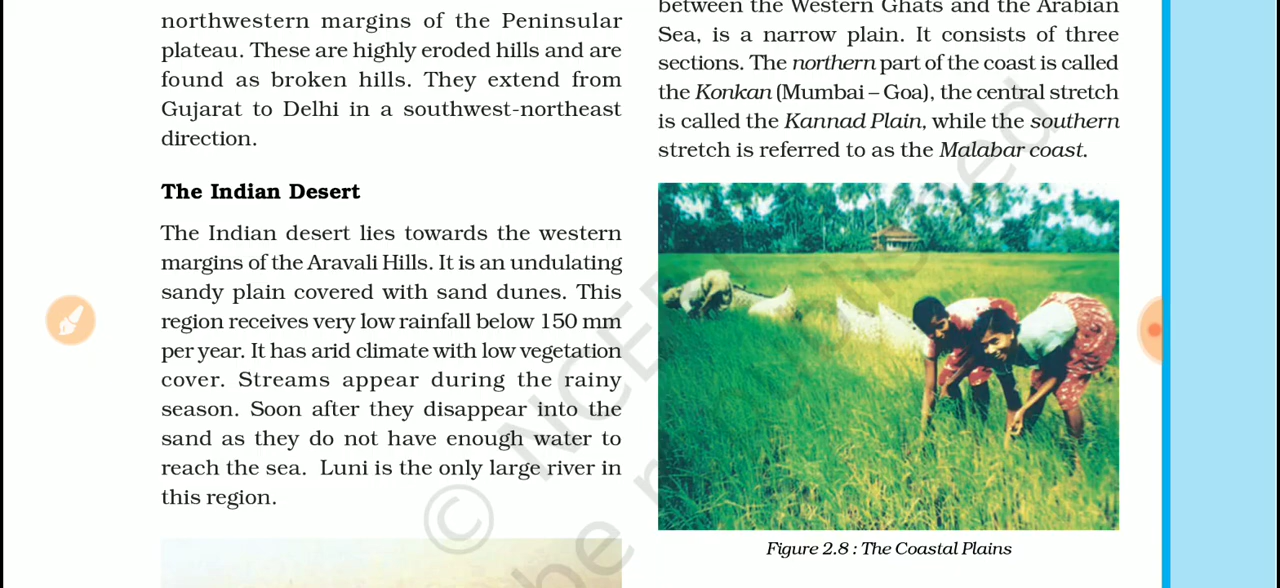 northwestern margins of the Peninsular
plateau. These are highly eroded hills and are
found as broken hills. They extend from
Gujarat to Delhi in a southwest-northeast
direction.
The Indian Desert
The Indian desert lies towards the western
margins of the Aravali Hills. It is an undulating
sandy plain covered with sand dunes. This
region receives very low rainfall below 150 mm
per year. It has arid climate with low vegetation
cover. Streams appear during the rainy
season. Soon after they disappear into the
sand as they do not have enough water to
reach the sea. Luni is the only large river in
this region.
between the Western Ghats and the Arabian
Sea, is a narrow plain. It consists of three
sections. The northern part of the coast is called
the Konkan (Mumbai – Goa), the central stretch
is called the Kannad Plain, while the southern
stretch is referred to as the Malabar coast.
Figure 2.8 : The Coastal Plains